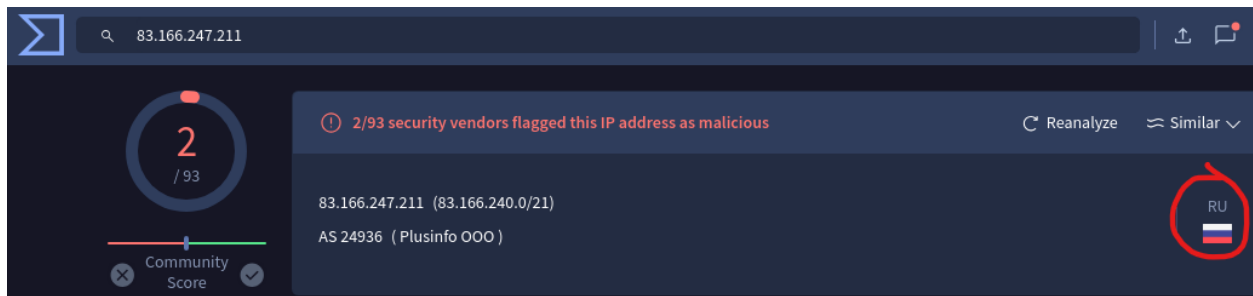 83.166.247.211
2
/ 93
2/93 security vendors flagged this IP address as malicious
Reanalyze
Similar
83.166.247.211 (83.166.240.0/21)
AS 24936 ( Plusinfo OOO )
RU
Community
Score